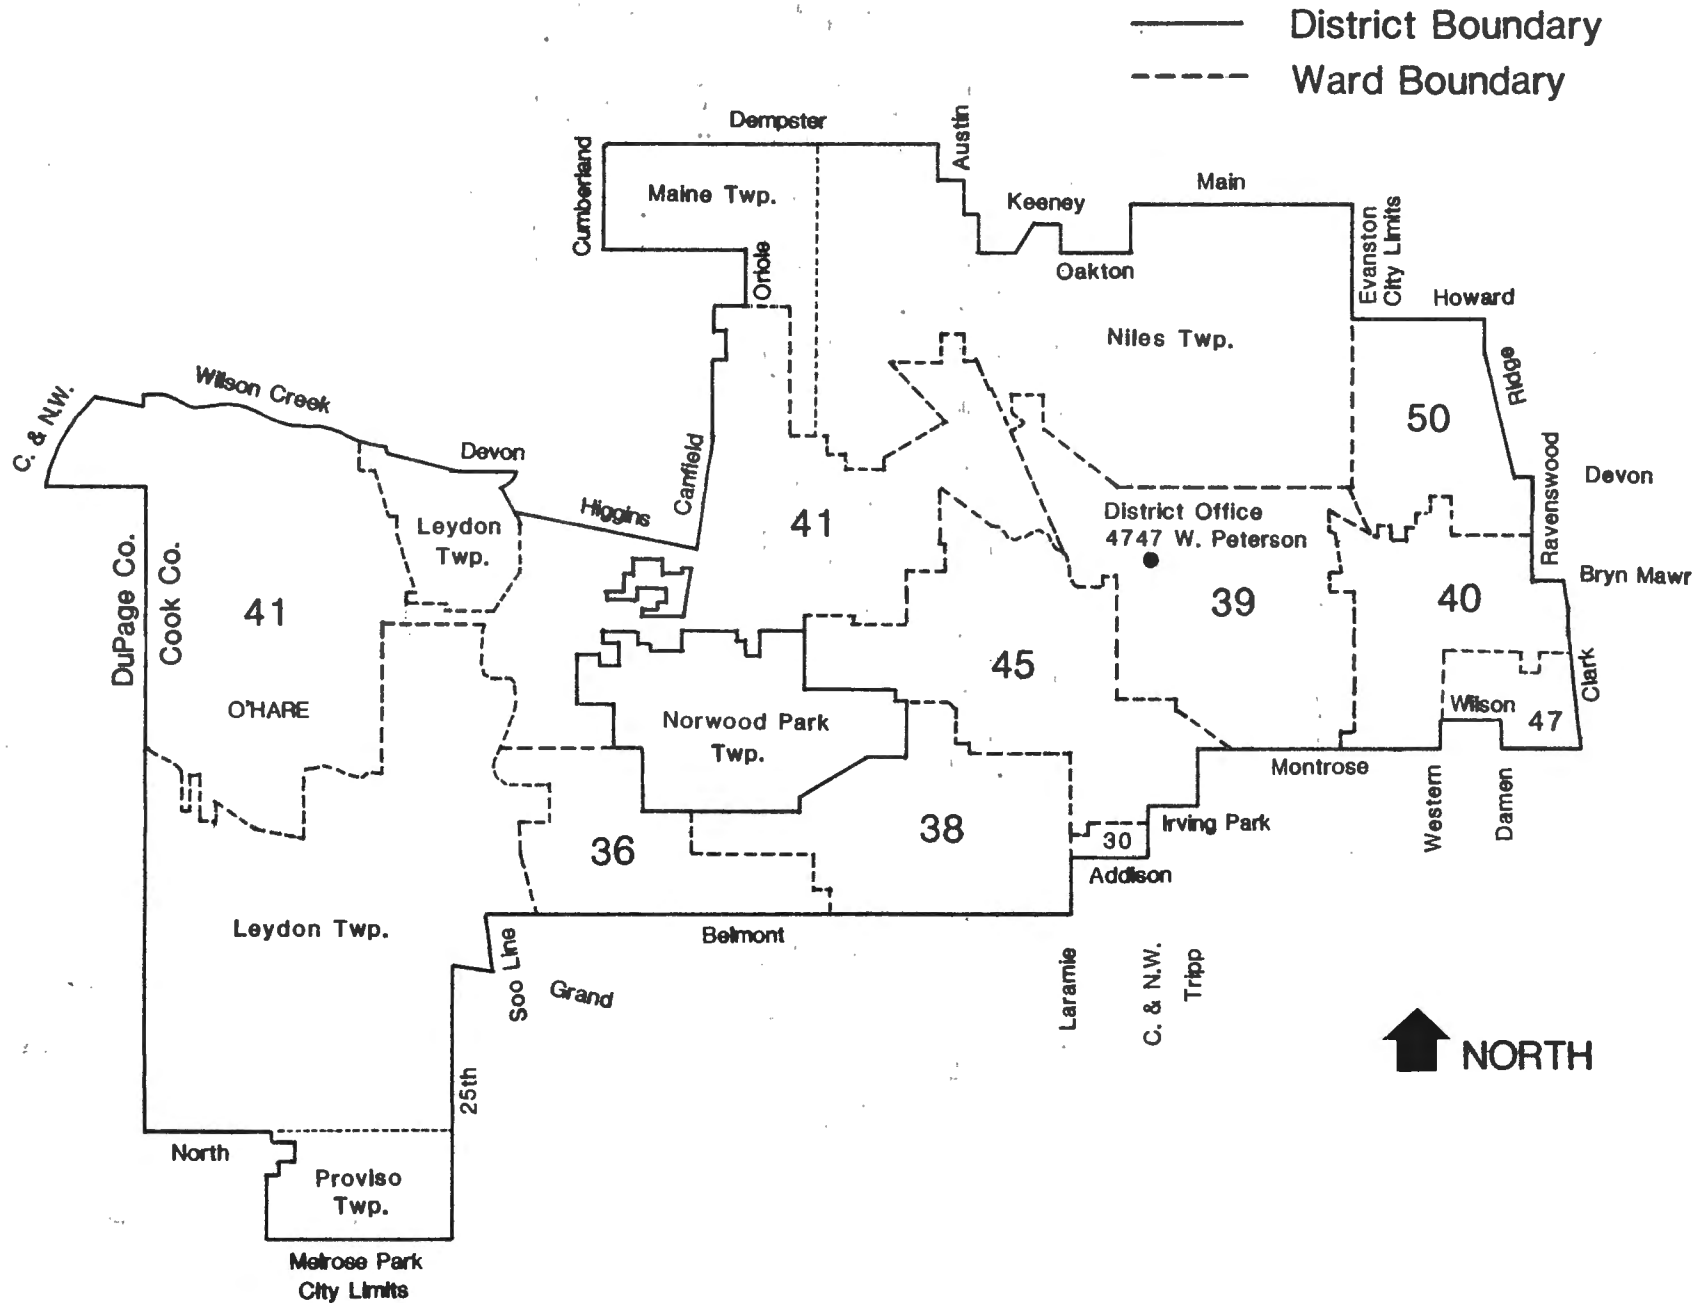 District Boundary
Ward Boundary
Dempster
Austin
Cumberland
Maine Twp.
Keeney
Main
Oriole
Oakton
Evanston
City Limits
Howard
Niles Twp.
Ridge
Wilson Creek
C. & N.W.
50
Devon
Canfield
Ravenswood
Devon
Higgins
Leydon
Twp.
41
District Office
4747 W. Peterson
Bryn Mawr
DuPage Co.
Cook Co.
41
39
40
45
Clark
O'HARE
Norwood Park
Twp.
Wilson
47
Montrose
Western
Damen
36
38
30
Irving Park
Addison
Leydon Twp.
Belmont
Soo Line
Grand
Laramie
C. & N.W.
Tripp
NORTH
25th
North
Proviso
Twp.
Melrose Park
City Limits